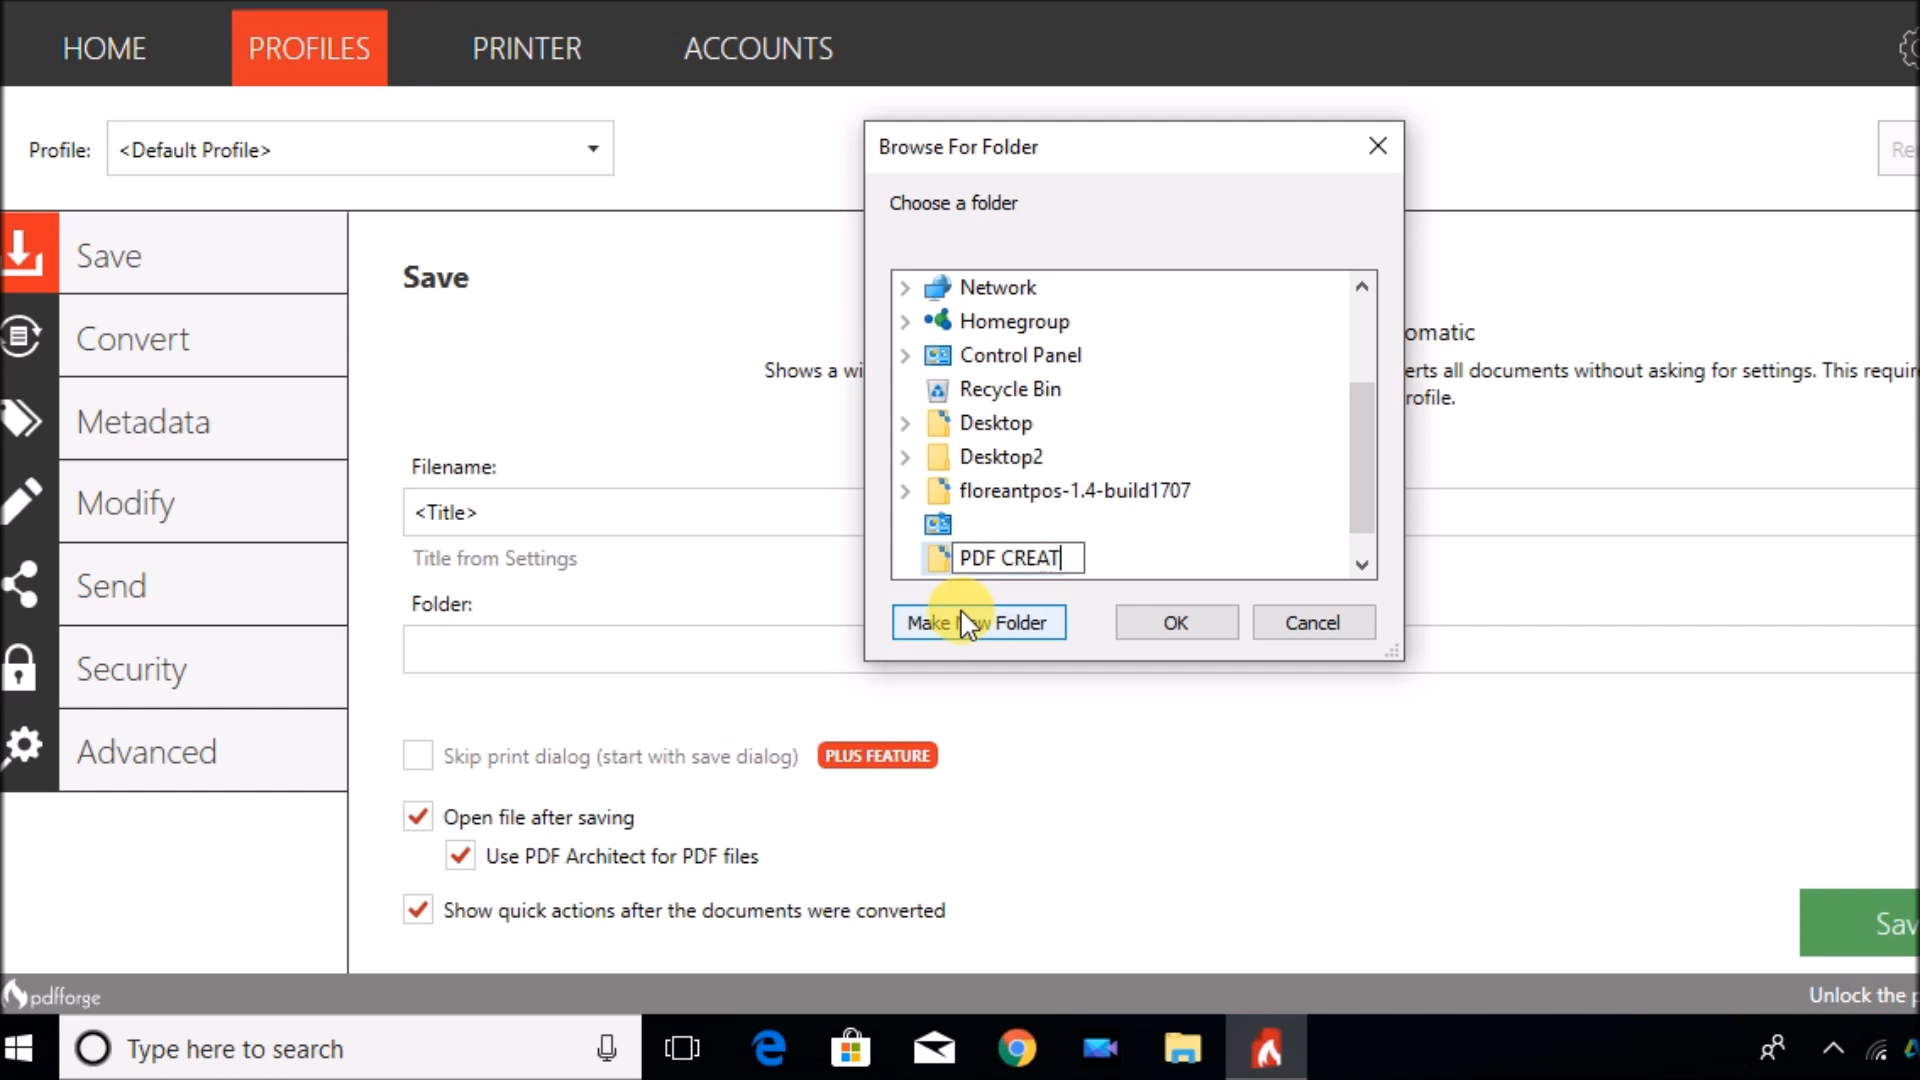 HOME PROFILES PRINTER ACCOUNTS
Profile: <Default Profile>
Re
Browse For Folder
Choose a folder
Network
Homegroup
Control Panel
Recycle Bin
Desktop
Desktop2
floreantpos-1.4-build1707
PDF CREAT
Make New Folder OK Cancel
Save
Convert
Metadata
Modify
Send
Security
Advanced
Save
omatic
Shows a wi
erts all documents without asking for settings. This require
rofile.
Filename:
<Title>
Title from Settings
Folder:
Skip print dialog (start with save dialog) PLUS FEATURE
Open file after saving
Use PDF Architect for PDF files
Show quick actions after the documents were converted
Sav
pdfforge
Unlock the p
Type here to search